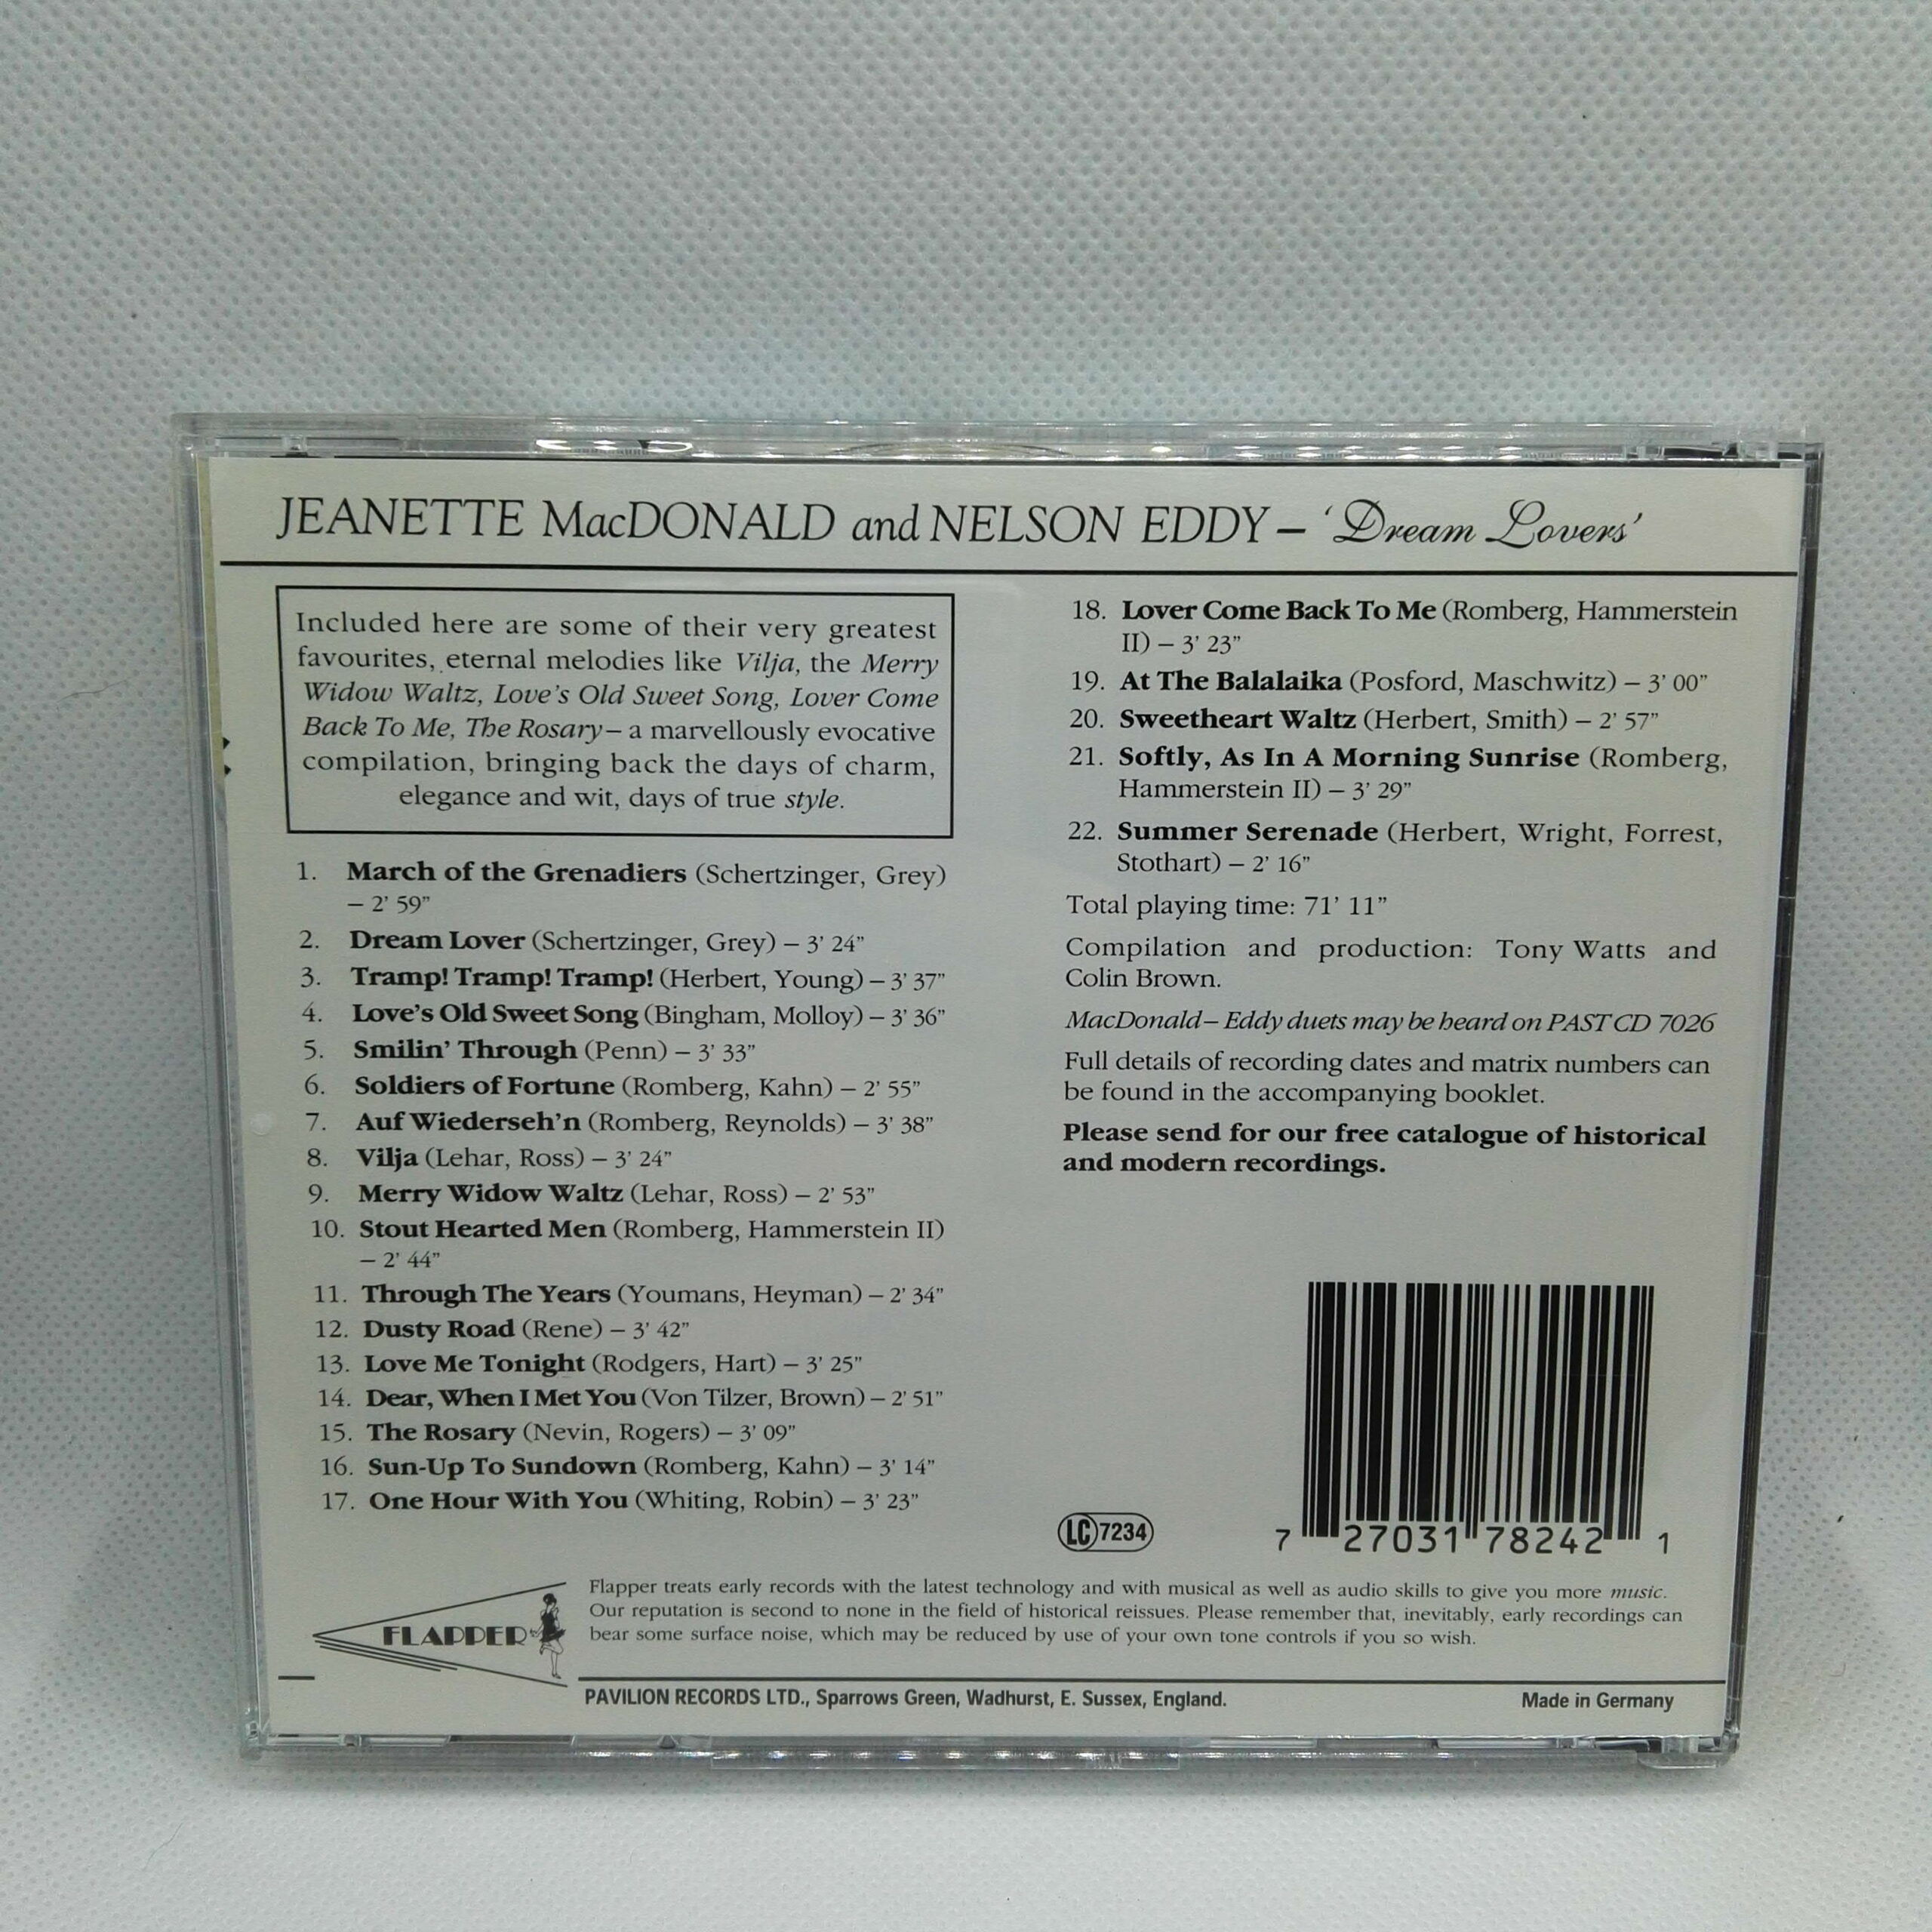 JEANETTE MacDONALD and NELSON EDDY – ‘Dream Lovers’
Included here are some of their very greatest
favourites, eternal melodies like Vilja, the Merry
Widow Waltz, Love’s Old Sweet Song, Lover Come
Back To Me, The Rosary – a marvellously evocative
compilation, bringing back the days of charm,
elegance and wit, days of true style.
1. March of the Grenadiers (Schertzinger, Grey)
– 2’ 59”
2. Dream Lover (Schertzinger, Grey) – 3’ 24”
3. Tramp! Tramp! Tramp! (Herbert, Young) – 3’ 37”
4. Love’s Old Sweet Song (Bingham, Molloy) – 3’ 36”
5. Smilin’ Through (Penn) – 3’ 33”
6. Soldiers of Fortune (Romberg, Kahn) – 2’ 55”
7. Auf Wiederseh’n (Romberg, Reynolds) – 3’ 38”
8. Vilja (Lehar, Ross) – 3’ 24”
9. Merry Widow Waltz (Lehar, Ross) – 2’ 53”
10. Stout Hearted Men (Romberg, Hammerstein II)
– 2’ 44”
11. Through The Years (Youmans, Heyman) – 2’ 34”
12. Dusty Road (Rene) – 3’ 42”
13. Love Me Tonight (Rodgers, Hart) – 3’ 25”
14. Dear, When I Met You (Von Tilzer, Brown) – 2’ 51”
15. The Rosary (Nevin, Rogers) – 3’ 09”
16. Sun-Up To Sundown (Romberg, Kahn) – 3’ 14”
17. One Hour With You (Whiting, Robin) – 3’ 23”
18. Lover Come Back To Me (Romberg, Hammerstein
II) – 3’ 23”
19. At The Balalaika (Posford, Maschwitz) – 3’ 00”
20. Sweetheart Waltz (Herbert, Smith) – 2’ 57”
21. Softly, As In A Morning Sunrise (Romberg,
Hammerstein II) – 3’ 29”
22. Summer Serenade (Herbert, Wright, Forrest,
Stothart) – 2’ 16”
Total playing time: 71’ 11”
Compilation and production: Tony Watts and
Colin Brown.
MacDonald – Eddy duets may be heard on PAST CD 7026
Full details of recording dates and matrix numbers can
be found in the accompanying booklet.
Please send for our free catalogue of historical
and modern recordings.
LC 7234
7 27031 78242 1
FLAPPER
Flapper treats early records with the latest technology and with musical as well as audio skills to give you more music.
Our reputation is second to none in the field of historical reissues. Please remember that, inevitably, early recordings can
bear some surface noise, which may be reduced by use of your own tone controls if you so wish.
PAVILION RECORDS LTD., Sparrows Green, Wadhurst, E. Sussex, England.
Made in Germany